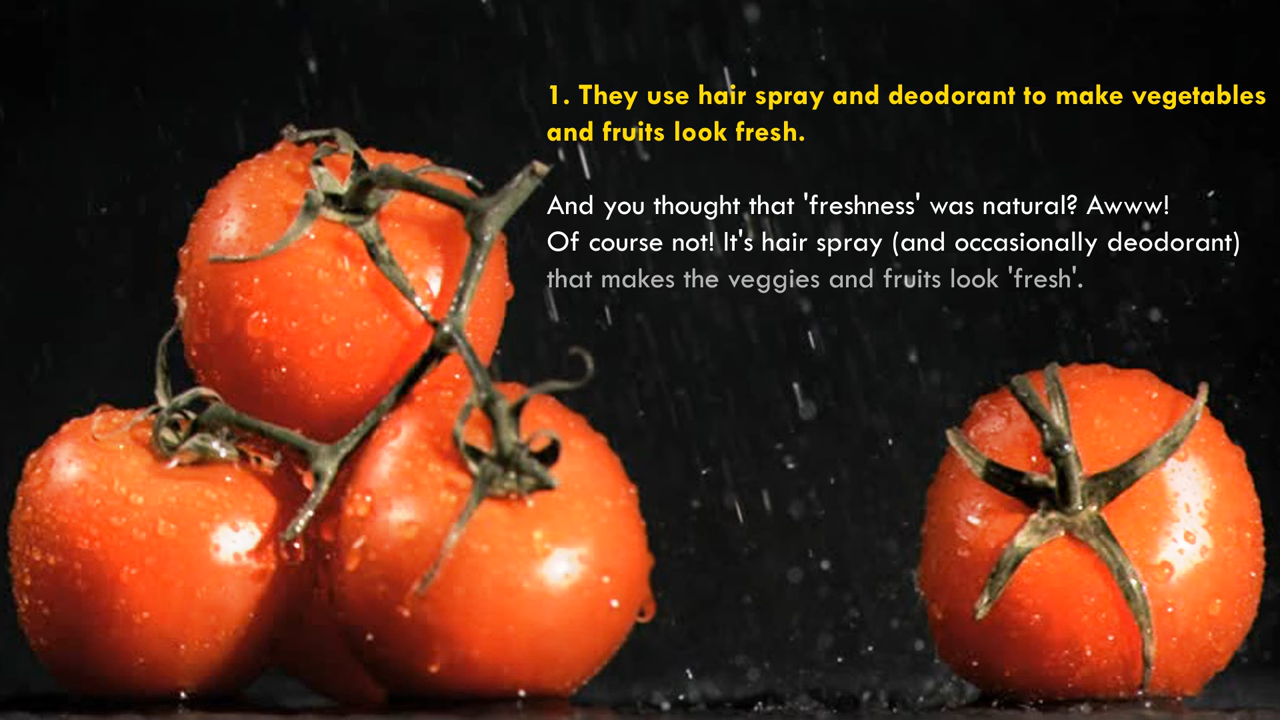 1. They use hair spray and deodorant to make vegetables
and fruits look fresh.
And you thought that 'freshness' was natural? Awww!
Of course not! It's hair spray (and occasionally deodorant)
that makes the veggies and fruits look 'fresh'.